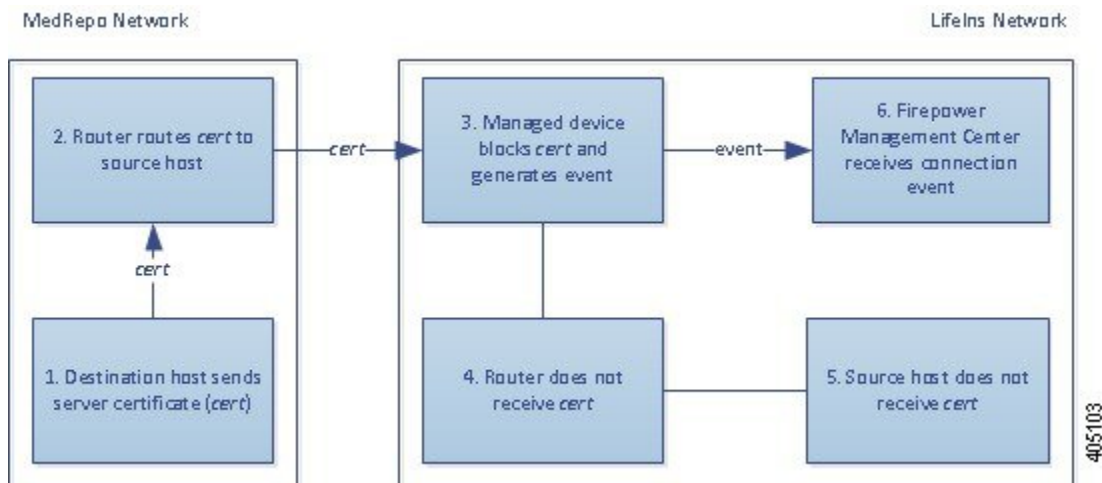 MedRepo Network
LifeIns Network
2. Router routes cert to
source host
cert
3. Managed device
blocks cert and
generates event
event
6. Firepower
Management Center
receives connection
event
cert
1. Destination host sends
server certificate (cert)
4. Router does not
receive cert
5. Source host does not
receive cert
405103